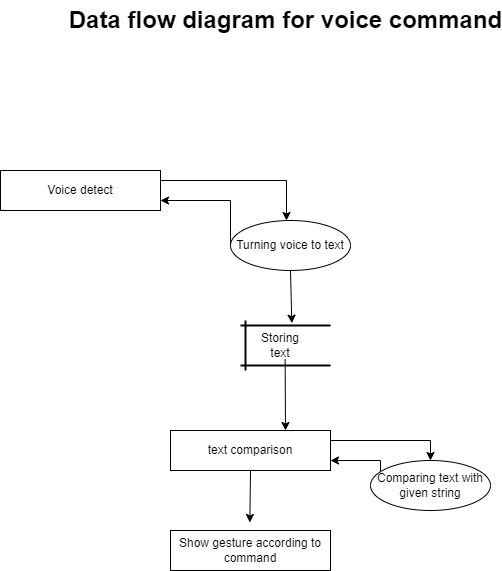 Data flow diagram for voice command
Voice detect
Turning voice to text
Storing
text
text comparison
Comparing text with
given string
Show gesture according to
command